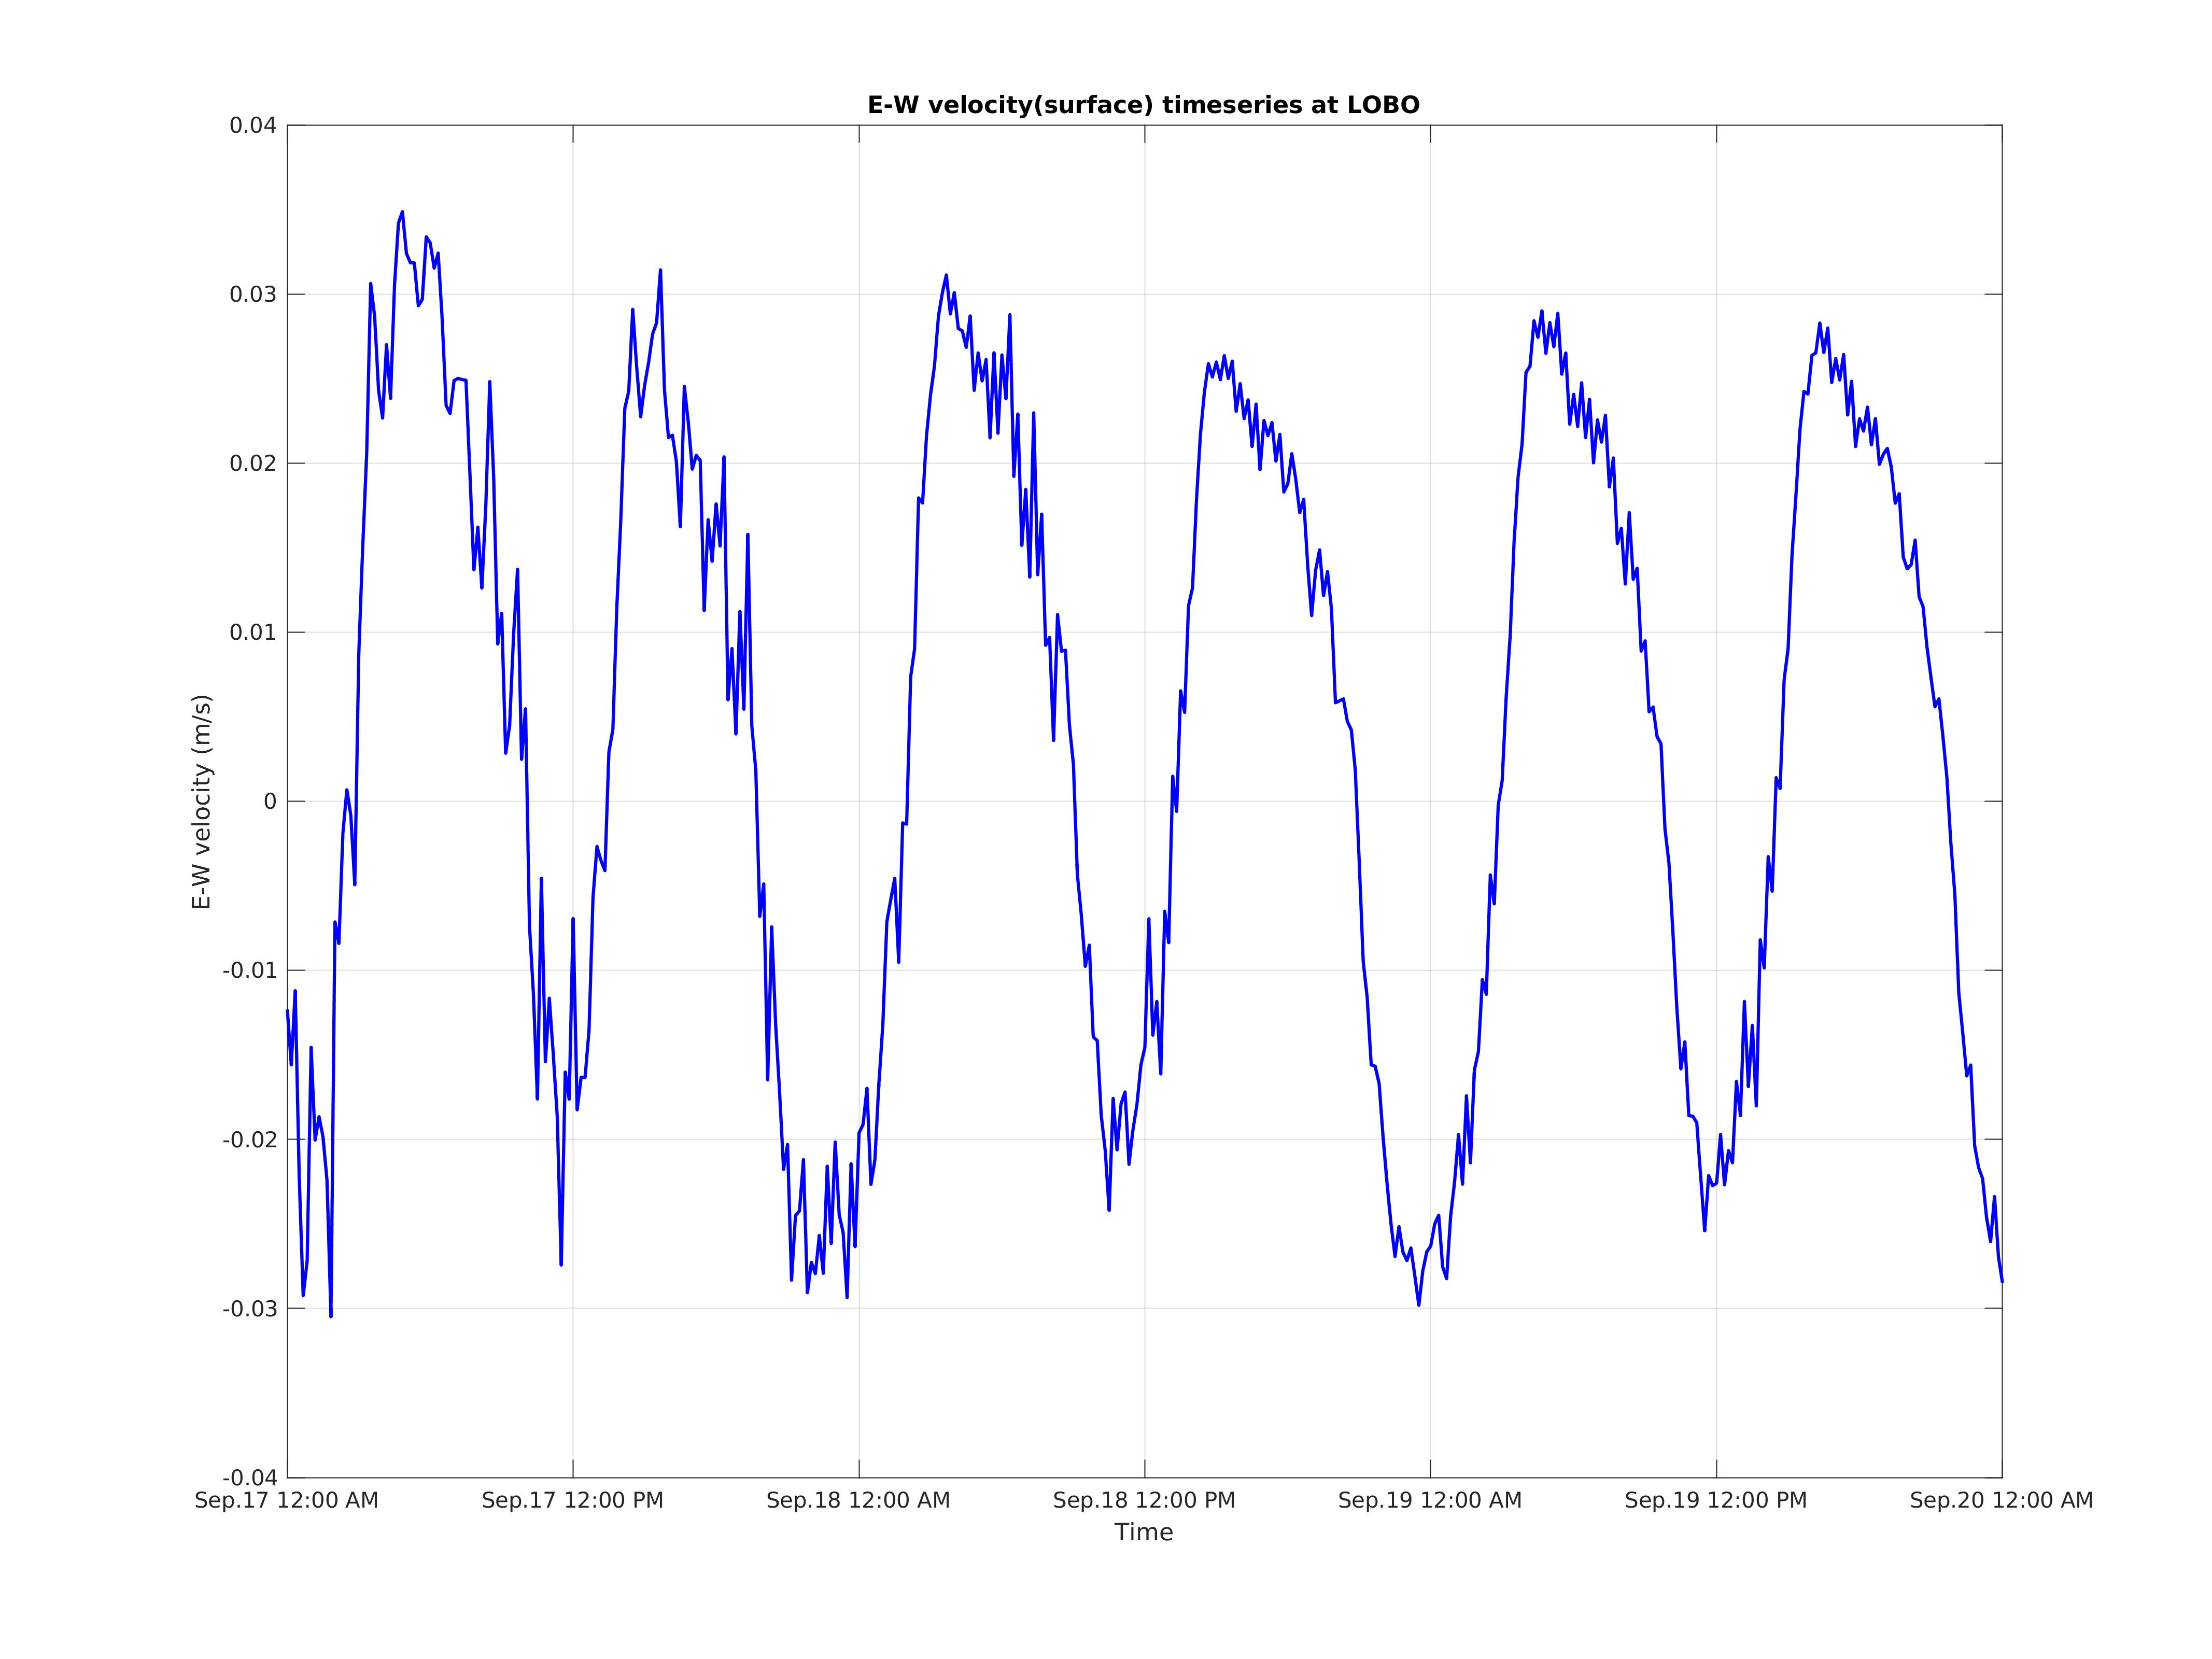 E-W velocity(surface) timeseries at LOBO
0.04
0.03
0.02
0.01
0
-0.01
-0.02
-0.03
-0.04
E-W velocity (m/s)
Sep.17 12:00 AM
Sep.17 12:00 PM
Sep.18 12:00 AM
Sep.18 12:00 PM
Sep.19 12:00 AM
Sep.19 12:00 PM
Sep.20 12:00 AM
Time